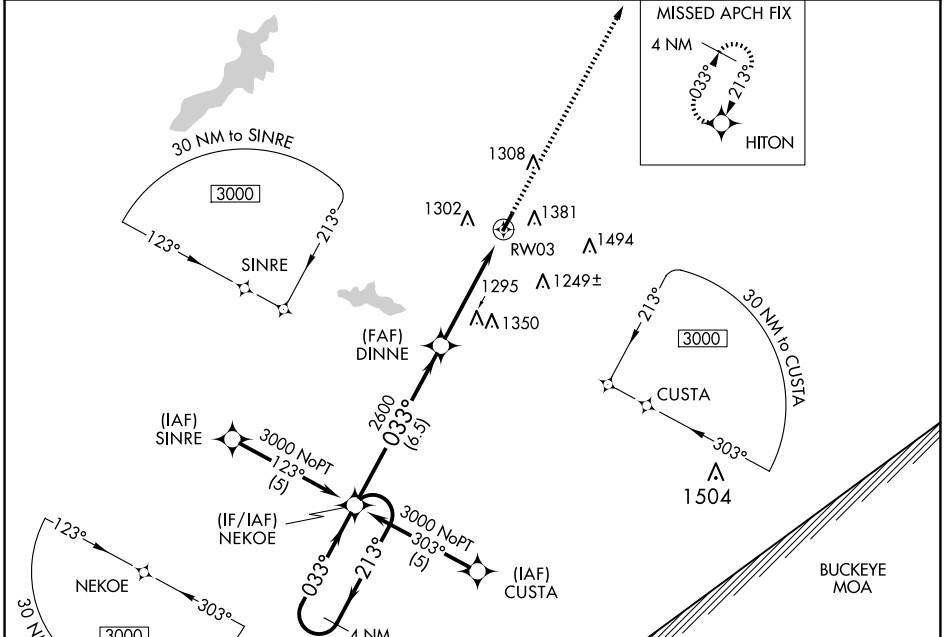 MISSED APCH FIX
4 NM
033°
213°
HITON
30 NM to SINRE
3000
123°
213°
SINRE
1308
1302
1381
RW03
1494
1249±
1295
1350
(FAF)
DINNE
213°
30 NM to CUSTA
3000
CUSTA
303°
1504
2600
033°
(6.5)
(IAF)
SINRE
3000 NoPT
123°
(5)
(IF/IAF)
NEKOE
3000 NoPT
303°
(5)
(IAF)
CUSTA
033°
213°
4 NM
123°
NEKOE
303°
3000
BUCKEYE
MOA